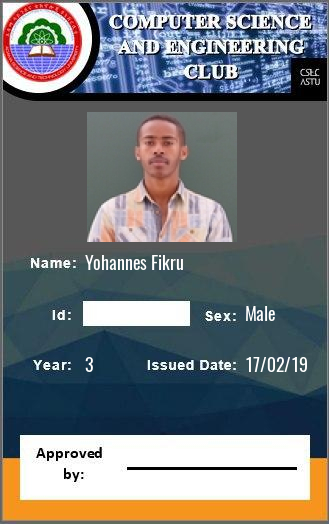 COMPUTER SCIENCE
AND ENGINEERING
CLUB
CSEC
ASTU
Name: Yohannes Fikru
Id:
Sex: Male
Year: 3
Issued Date: 17/02/19
Approved
by: